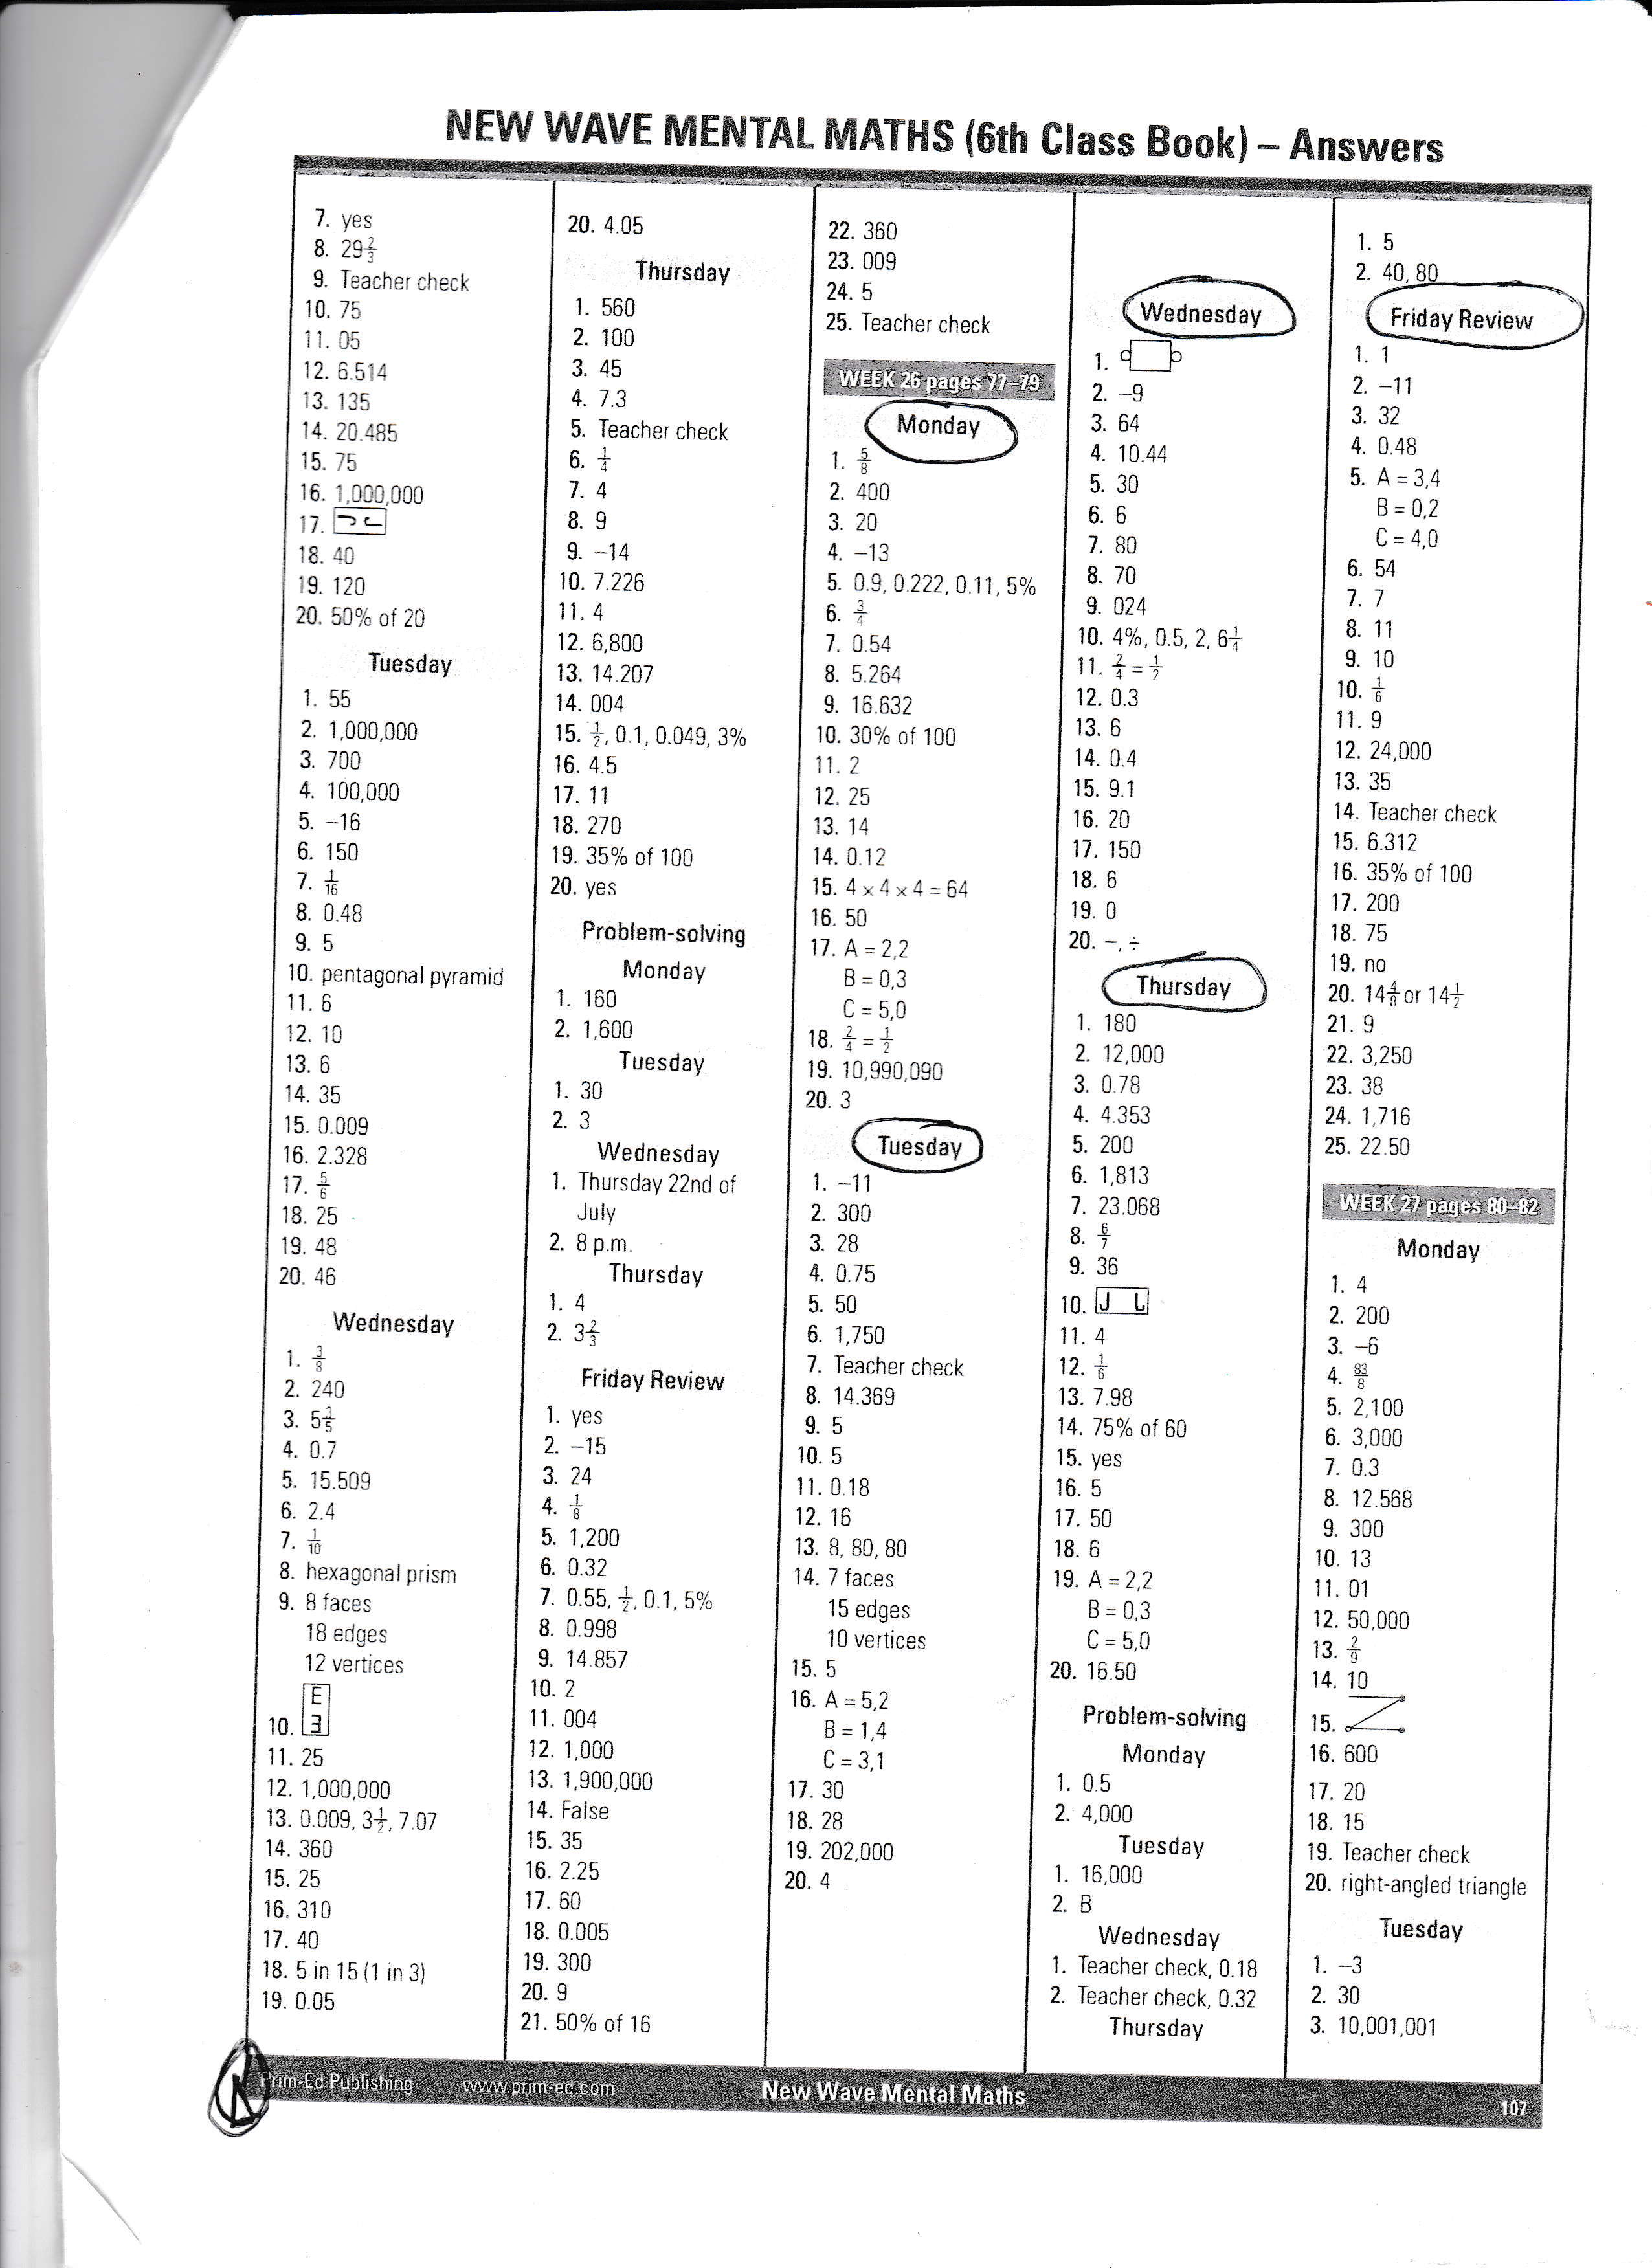 NEW WAVE MENTAL MATHS (6th Class Book) – Answers
7. yes
8. 29⅔
9. Teacher check
10. 75
11. 05
12. 6.514
13. 135
14. 20.485
15. 75
16. 1,000,000
17.
18. 40
19. 120
20. 50% of 20
Tuesday
1. 55
2. 1,000,000
3. 700
4. 100,000
5. –16
6. 150
7. 1/16
8. 0.48
9. 5
10. pentagonal pyramid
11. 6
12. 10
13. 6
14. 35
15. 0.009
16. 2.328
17. 5/6
18. 25
19. 48
20. 46
Wednesday
1. 3/8
2. 240
3. 5 3/5
4. 0.7
5. 15.509
6. 2.4
7. 1/10
8. hexagonal prism
9. 8 faces
18 edges
12 vertices
10. E
11. 25
12. 1,000,000
13. 0.009, 3½, 7.07
14. 360
15. 25
16. 310
17. 40
18. 5 in 15 (1 in 3)
19. 0.05
20. 4.05
Thursday
1. 560
2. 100
3. 45
4. 7.3
5. Teacher check
6. ¼
7. 4
8. 9
9. –14
10. 7.226
11. 4
12. 6,800
13. 14.207
14. 004
15. ½, 0.1, 0.049, 3%
16. 4.5
17. 11
18. 270
19. 35% of 100
20. yes
Problem-solving
Monday
1. 160
2. 1,600
Tuesday
1. 30
2. 3
Wednesday
1. Thursday 22nd of
July
2. 8 p.m.
Thursday
1. 4
2. 3⅔
Friday Review
1. yes
2. –15
3. 24
4. 1/8
5. 1,200
6. 0.32
7. 0.55, ½, 0.1, 5%
8. 0.998
9. 14.857
10. 2
11. 004
12. 1,000
13. 1,900,000
14. False
15. 35
16. 2.25
17. 60
18. 0.005
19. 300
20. 9
21. 50% of 16
22. 360
23. 009
24. 5
25. Teacher check
WEEK 26 pages 77–79
Monday
1. 5/8
2. 400
3. 20
4. –13
5. 0.9, 0.222, 0.11, 5%
6. ¾
7. 0.54
8. 5.264
9. 16.632
10. 30% of 100
11. 2
12. 25
13. 14
14. 0.12
15. 4 × 4 × 4 = 64
16. 50
17. A = 2,2
B = 0,3
C = 5,0
18. 2/4 = ½
19. 10,990,090
20. 3
Tuesday
1. –11
2. 300
3. 28
4. 0.75
5. 50
6. 1,750
7. Teacher check
8. 14.369
9. 5
10. 5
11. 0.18
12. 16
13. 8, 80, 80
14. 7 faces
15 edges
10 vertices
15. 5
16. A = 5,2
B = 1,4
C = 3,1
17. 30
18. 28
19. 202,000
20. 4
Wednesday
1.
2. –9
3. 64
4. 10.44
5. 30
6. 6
7. 80
8. 70
9. 024
10. 4%, 0.5, 2, 6¼
11. 2/4 = ½
12. 0.3
13. 6
14. 0.4
15. 9.1
16. 20
17. 150
18. 6
19. 0
20. –, ÷
Thursday
1. 180
2. 12,000
3. 0.78
4. 4.353
5. 200
6. 1,813
7. 23.068
8. 6/7
9. 36
10. J
11. 4
12. 1/6
13. 7.98
14. 75% of 60
15. yes
16. 5
17. 50
18. 6
19. A = 2,2
B = 0,3
C = 5,0
20. 16.50
Problem-solving
Monday
1. 0.5
2. 4,000
Tuesday
1. 16,000
2. B
Wednesday
1. Teacher check, 0.18
2. Teacher check, 0.32
Thursday
1. 5
2. 40, 80
Friday Review
1. 1
2. –11
3. 32
4. 0.48
5. A = 3,4
B = 0,2
C = 4,0
6. 54
7. 7
8. 11
9. 10
10. 1/6
11. 9
12. 24,000
13. 35
14. Teacher check
15. 6.312
16. 35% of 100
17. 200
18. 75
19. no
20. 14 4/8 or 14½
21. 9
22. 3,250
23. 38
24. 1,716
25. 22.50
WEEK 27 pages 80–82
Monday
1. 4
2. 200
3. –6
4. 83/8
5. 2,100
6. 3,000
7. 0.3
8. 12.568
9. 300
10. 13
11. 01
12. 50,000
13. 2/9
14. 10
15.
16. 600
17. 20
18. 15
19. Teacher check
20. right-angled triangle
Tuesday
1. –3
2. 30
3. 10,001,001
Prim-Ed Publishing www.prim-ed.com New Wave Mental Maths 107